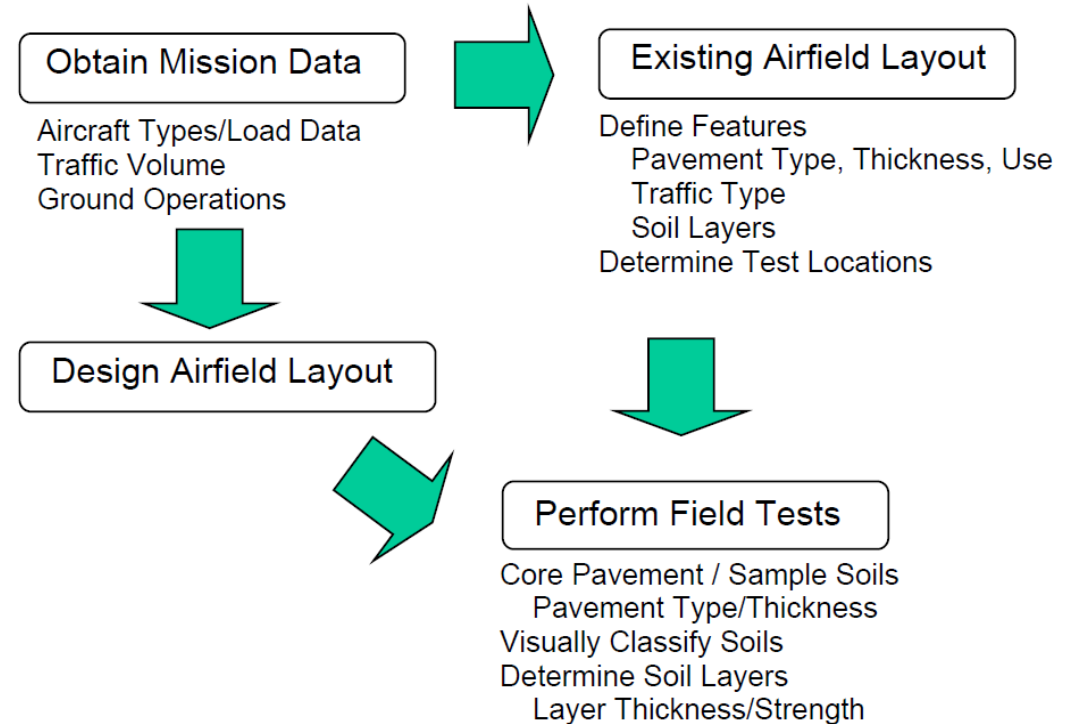 Obtain Mission Data
Aircraft Types/Load Data
Traffic Volume
Ground Operations
Existing Airfield Layout
Define Features
Pavement Type, Thickness, Use
Traffic Type
Soil Layers
Determine Test Locations
Design Airfield Layout
Perform Field Tests
Core Pavement / Sample Soils
Pavement Type/Thickness
Visually Classify Soils
Determine Soil Layers
Layer Thickness/Strength